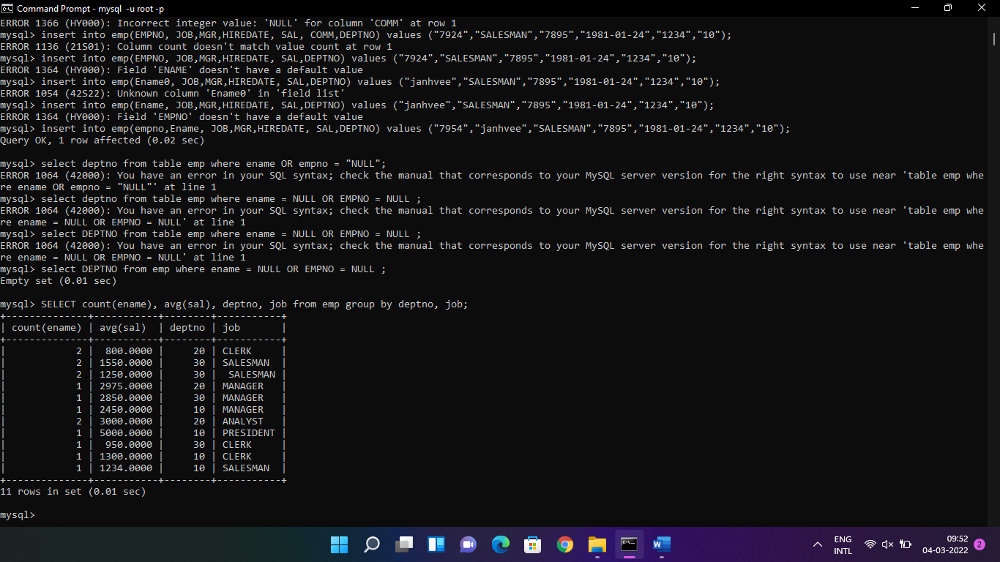 Command Prompt - mysql -u root -p
ERROR 1366 (HY000): Incorrect integer value: 'NULL' for column 'COMM' at row 1
mysql> insert into emp(EMPNO, JOB,MGR,HIREDATE, SAL, COMM,DEPTNO) values ("7924","SALESMAN","7895","1981-01-24","1234","10");
ERROR 1136 (21S01): Column count doesn't match value count at row 1
mysql> insert into emp(EMPNO, JOB,MGR,HIREDATE, SAL,DEPTNO) values ("7924","SALESMAN","7895","1981-01-24","1234","10");
ERROR 1364 (HY000): Field 'ENAME' doesn't have a default value
mysql> insert into emp(Ename0, JOB,MGR,HIREDATE, SAL,DEPTNO) values ("janhvee","SALESMAN","7895","1981-01-24","1234","10");
ERROR 1054 (42S22): Unknown column 'Ename0' in 'field list'
mysql> insert into emp(Ename, JOB,MGR,HIREDATE, SAL,DEPTNO) values ("janhvee","SALESMAN","7895","1981-01-24","1234","10");
ERROR 1364 (HY000): Field 'EMPNO' doesn't have a default value
mysql> insert into emp(empno,Ename, JOB,MGR,HIREDATE, SAL,DEPTNO) values ("7954","janhvee","SALESMAN","7895","1981-01-24","1234","10");
Query OK, 1 row affected (0.02 sec)
mysql> select deptno from table emp where ename OR empno = "NULL";
ERROR 1064 (42000): You have an error in your SQL syntax; check the manual that corresponds to your MySQL server version for the right syntax to use near 'table emp whe
re ename OR empno = "NULL"' at line 1
mysql> select deptno from table emp where ename = NULL OR EMPNO = NULL ;
ERROR 1064 (42000): You have an error in your SQL syntax; check the manual that corresponds to your MySQL server version for the right syntax to use near 'table emp whe
re ename = NULL OR EMPNO = NULL' at line 1
mysql> select DEPTNO from table emp where ename = NULL OR EMPNO = NULL ;
ERROR 1064 (42000): You have an error in your SQL syntax; check the manual that corresponds to your MySQL server version for the right syntax to use near 'table emp whe
re ename = NULL OR EMPNO = NULL' at line 1
mysql> select DEPTNO from emp where ename = NULL OR EMPNO = NULL ;
Empty set (0.01 sec)
mysql> SELECT count(ename), avg(sal), deptno, job from emp group by deptno, job;
+--------------+-----------+--------+-----------+
| count(ename) | avg(sal)  | deptno | job       |
+--------------+-----------+--------+-----------+
|            2 |  800.0000 |     20 | CLERK     |
|            2 | 1550.0000 |     30 | SALESMAN  |
|            2 | 1250.0000 |     30 |  SALESMAN |
|            1 | 2975.0000 |     20 | MANAGER   |
|            1 | 2850.0000 |     30 | MANAGER   |
|            1 | 2450.0000 |     10 | MANAGER   |
|            2 | 3000.0000 |     20 | ANALYST   |
|            1 | 5000.0000 |     10 | PRESIDENT |
|            1 |  950.0000 |     30 | CLERK     |
|            1 | 1300.0000 |     10 | CLERK     |
|            1 | 1234.0000 |     10 | SALESMAN  |
+--------------+-----------+--------+-----------+
11 rows in set (0.01 sec)
mysql>
ENG
INTL
09:52
04-03-2022
2